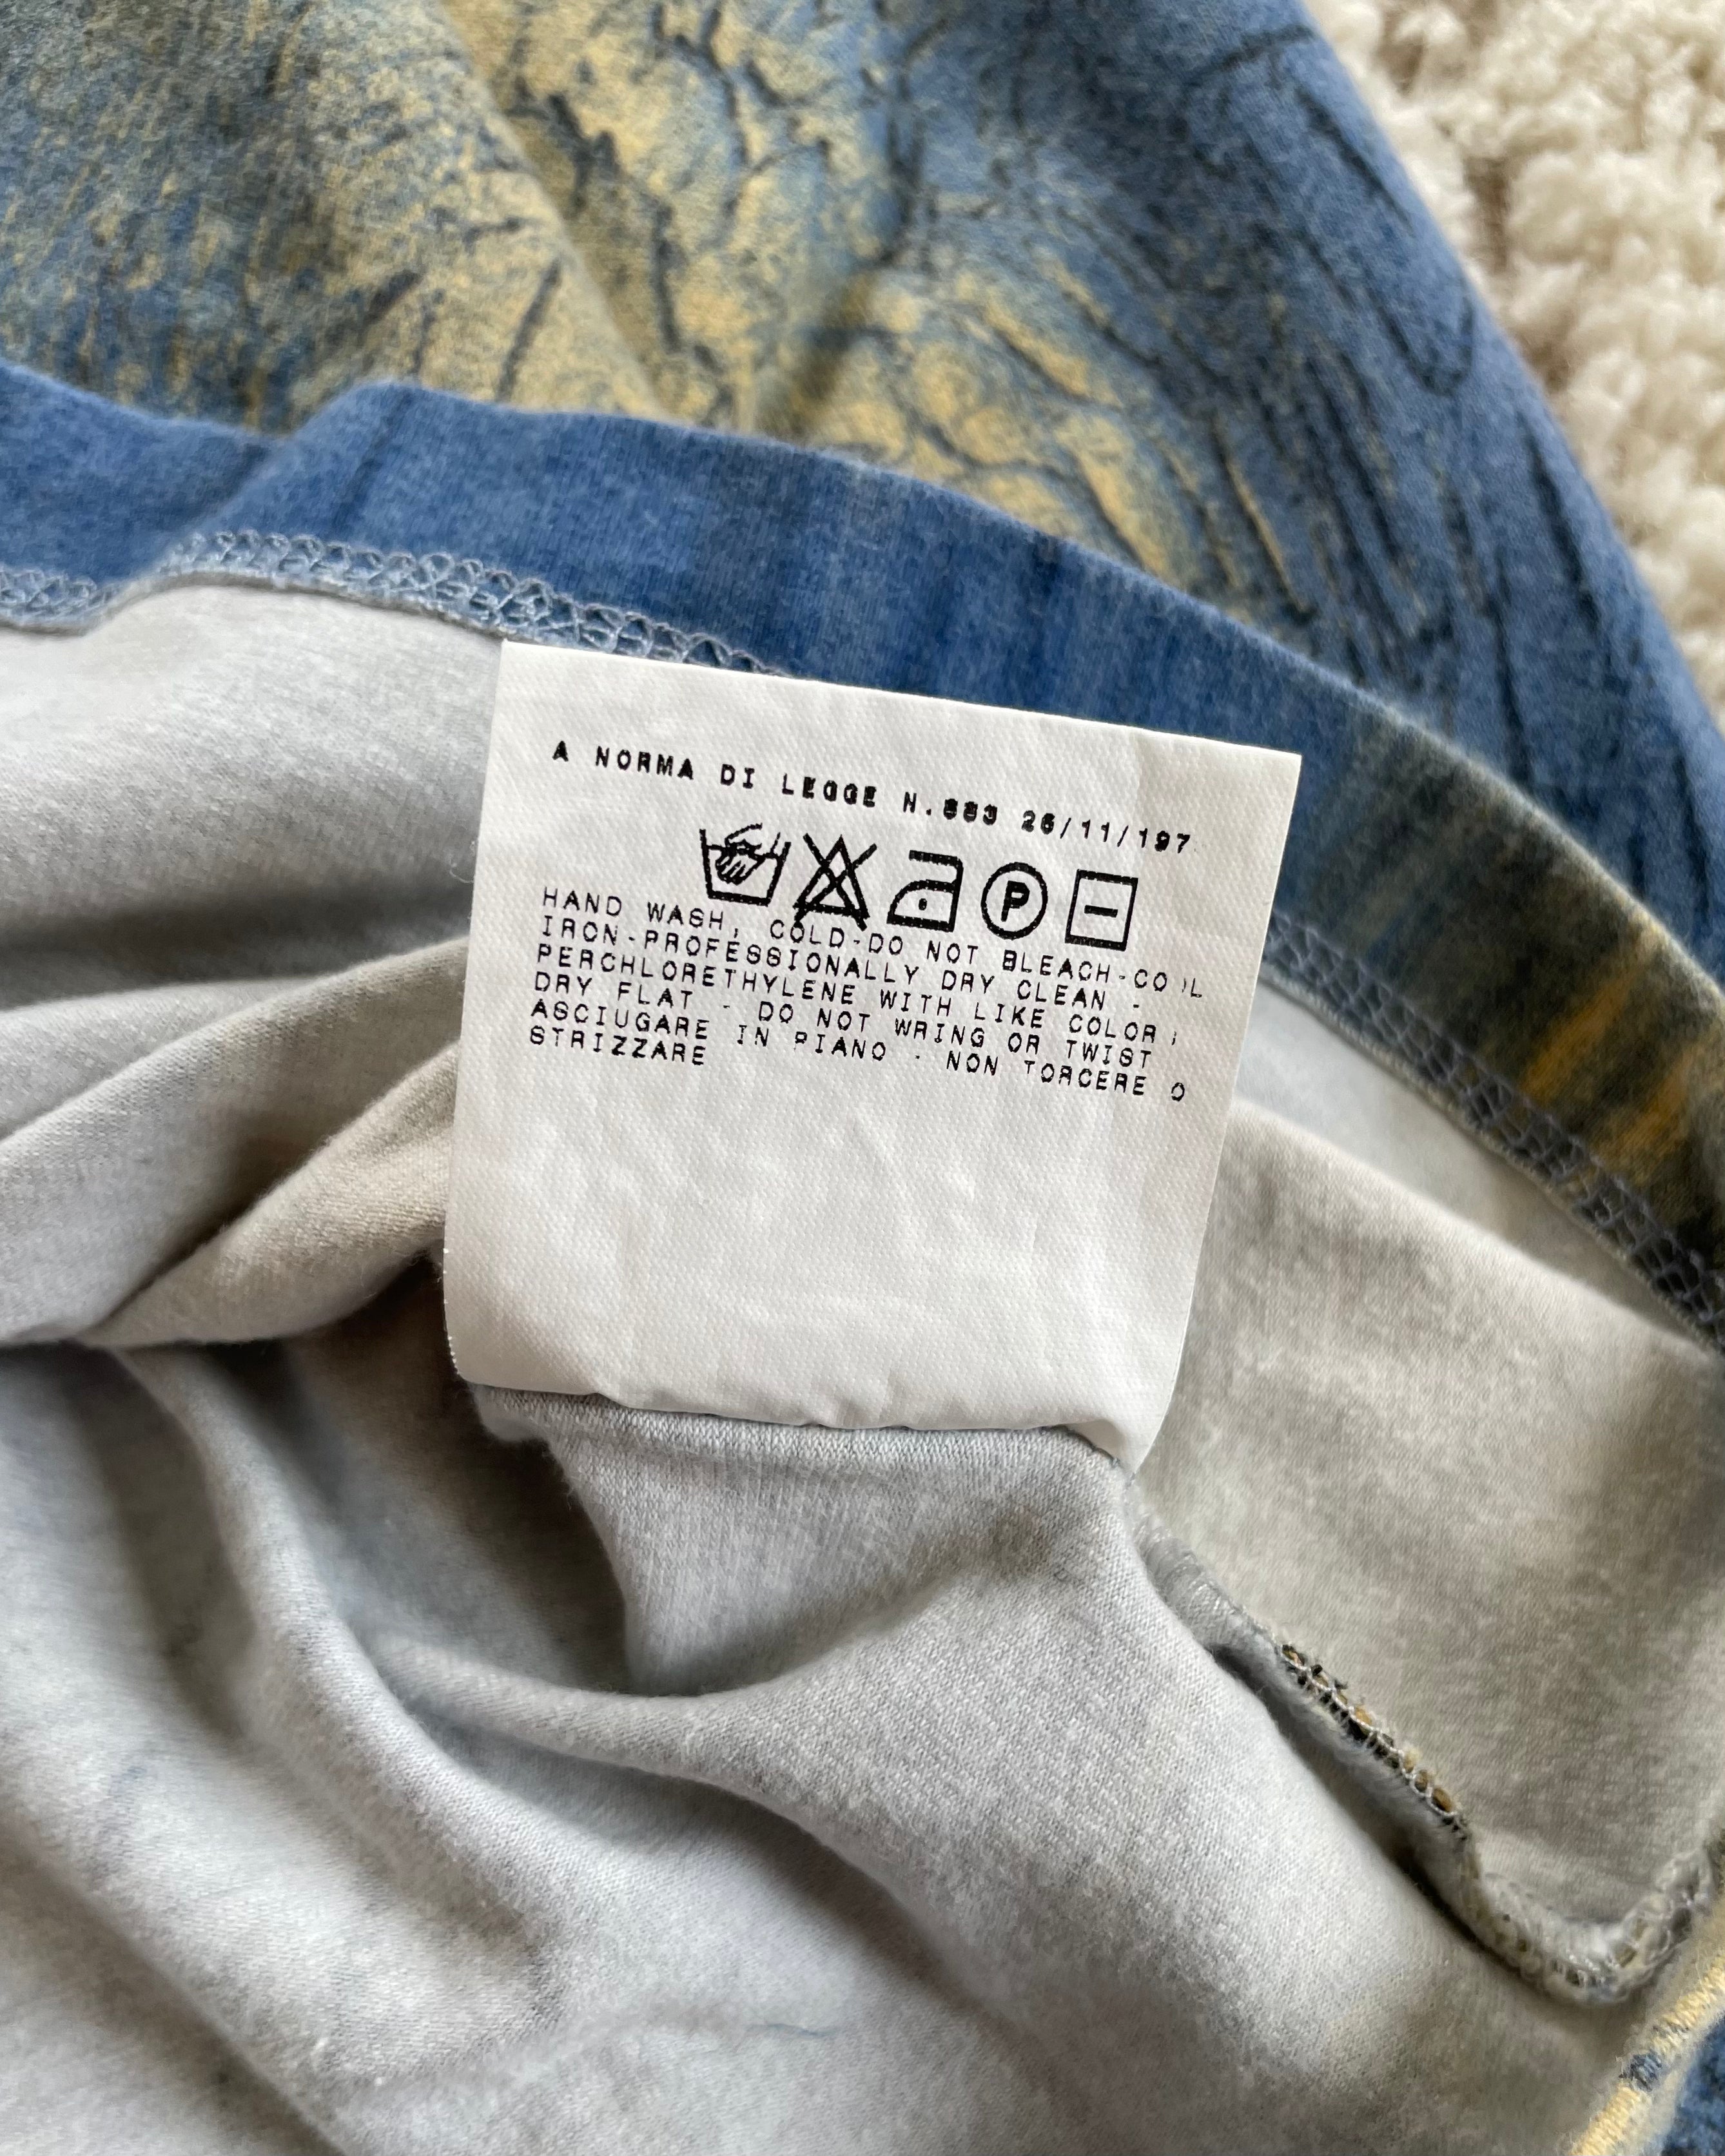 A NORMA DI LEGGE N.883 26/11/197
P
HAND WASH, COLD-DO NOT BLEACH-COOL
IRON-PROFESSIONALLY DRY CLEAN -
PERCHLORETHYLENE WITH LIKE COLOR
DRY FLAT - DO NOT WRING OR TWIST
ASCIUGARE IN PIANO - NON TORCERE O
STRIZZARE